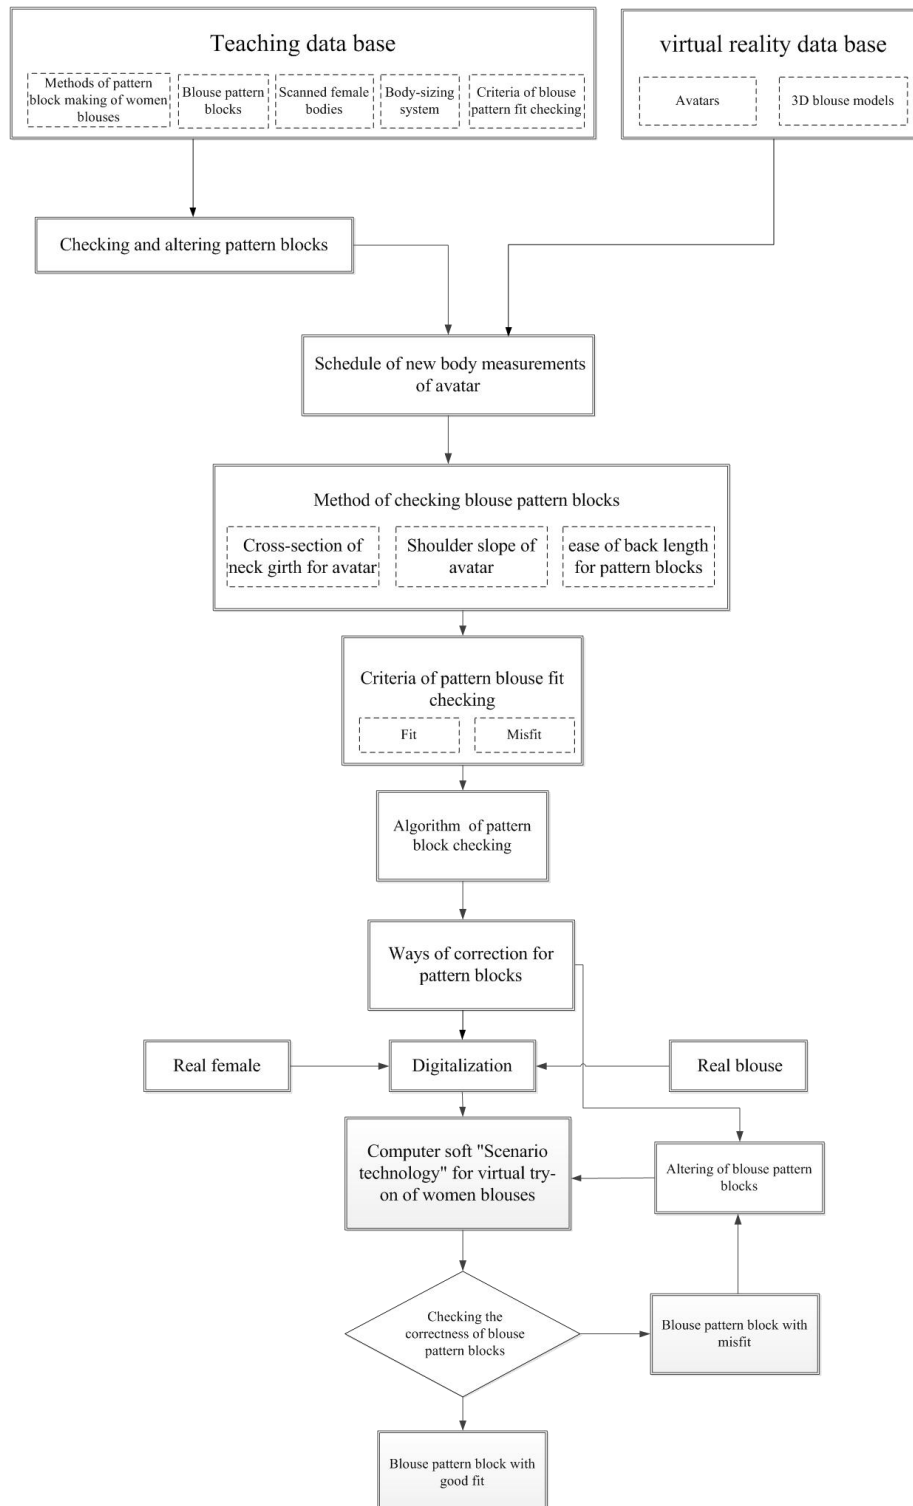 Teaching data base
Methods of pattern
block making of women
blouses
Blouse pattern
blocks
Scanned female
bodies
Body-sizing
system
Criteria of blouse
pattern fit checking
virtual reality data base
Avatars
3D blouse models
Checking and altering pattern blocks
Schedule of new body measurements
of avatar
Method of checking blouse pattern blocks
Cross-section of
neck girth for avatar
Shoulder slope of
avatar
ease of back length
for pattern blocks
Criteria of pattern blouse fit
checking
Fit
Misfit
Algorithm of pattern
block checking
Ways of correction for
pattern blocks
Real female
Digitalization
Real blouse
Computer soft "Scenario
technology" for virtual try-
on of women blouses
Altering of blouse pattern
blocks
Checking the
correctness of blouse
pattern blocks
Blouse pattern block with
misfit
Blouse pattern block with
good fit